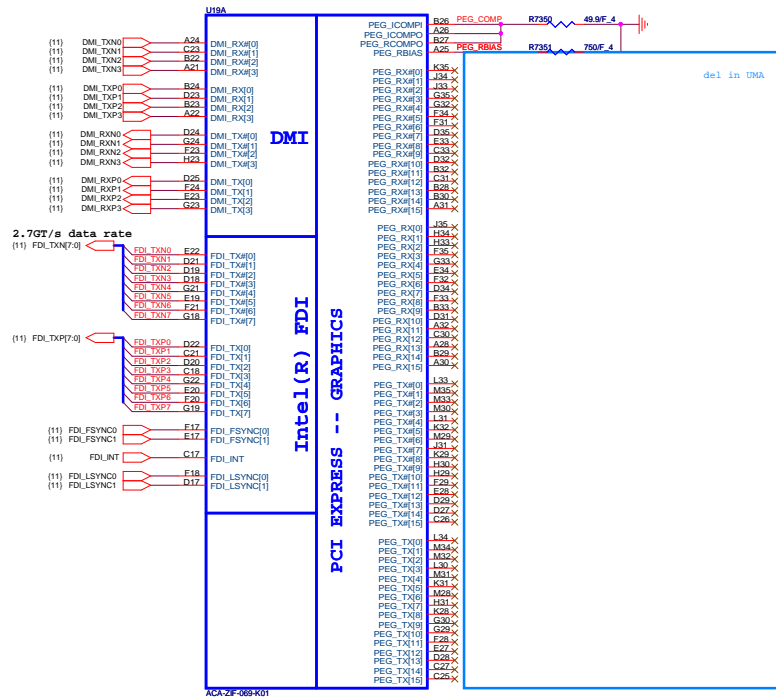 U19A
PEG_ICOMPI B26 PEG_COMP R7350 49.9/F_4
PEG_ICOMPO A26
PEG_RCOMPO B27
PEG_RBIAS A25 PEG_RBIAS R7351 750/F_4
del in UMA
{11} DMI_TXN0 A24 DMI_RX#[0]
{11} DMI_TXN1 C23 DMI_RX#[1]
{11} DMI_TXN2 B22 DMI_RX#[2]
{11} DMI_TXN3 A21 DMI_RX#[3]
{11} DMI_TXP0 B24 DMI_RX[0]
{11} DMI_TXP1 D23 DMI_RX[1]
{11} DMI_TXP2 B23 DMI_RX[2]
{11} DMI_TXP3 A22 DMI_RX[3]
{11} DMI_RXN0 D24 DMI_TX#[0]
{11} DMI_RXN1 G24 DMI_TX#[1]
{11} DMI_RXN2 F23 DMI_TX#[2]
{11} DMI_RXN3 H23 DMI_TX#[3]
{11} DMI_RXP0 D25 DMI_TX[0]
{11} DMI_RXP1 F24 DMI_TX[1]
{11} DMI_RXP2 E23 DMI_TX[2]
{11} DMI_RXP3 G23 DMI_TX[3]
DMI
2.7GT/s data rate
{11} FDI_TXN[7:0]
FDI_TXN0 E22 FDI_TX#[0]
FDI_TXN1 D21 FDI_TX#[1]
FDI_TXN2 D19 FDI_TX#[2]
FDI_TXN3 D18 FDI_TX#[3]
FDI_TXN4 G21 FDI_TX#[4]
FDI_TXN5 E19 FDI_TX#[5]
FDI_TXN6 F21 FDI_TX#[6]
FDI_TXN7 G18 FDI_TX#[7]
{11} FDI_TXP[7:0]
FDI_TXP0 D22 FDI_TX[0]
FDI_TXP1 C21 FDI_TX[1]
FDI_TXP2 D20 FDI_TX[2]
FDI_TXP3 C18 FDI_TX[3]
FDI_TXP4 G22 FDI_TX[4]
FDI_TXP5 E20 FDI_TX[5]
FDI_TXP6 F20 FDI_TX[6]
FDI_TXP7 G19 FDI_TX[7]
{11} FDI_FSYNC0 F17 FDI_FSYNC[0]
{11} FDI_FSYNC1 E17 FDI_FSYNC[1]
{11} FDI_INT C17 FDI_INT
{11} FDI_LSYNC0 F18 FDI_LSYNC[0]
{11} FDI_LSYNC1 D17 FDI_LSYNC[1]
Intel(R) FDI
PCI EXPRESS -- GRAPHICS
PEG_RX#[0] K35
PEG_RX#[1] J34
PEG_RX#[2] J33
PEG_RX#[3] G35
PEG_RX#[4] G32
PEG_RX#[5] F34
PEG_RX#[6] F31
PEG_RX#[7] D35
PEG_RX#[8] E33
PEG_RX#[9] C33
PEG_RX#[10] D32
PEG_RX#[11] B32
PEG_RX#[12] C31
PEG_RX#[13] B28
PEG_RX#[14] B30
PEG_RX#[15] A31
PEG_RX[0] J35
PEG_RX[1] H34
PEG_RX[2] H33
PEG_RX[3] F35
PEG_RX[4] G33
PEG_RX[5] E34
PEG_RX[6] F32
PEG_RX[7] D34
PEG_RX[8] F33
PEG_RX[9] B33
PEG_RX[10] D31
PEG_RX[11] A32
PEG_RX[12] C30
PEG_RX[13] A28
PEG_RX[14] B29
PEG_RX[15] A30
PEG_TX#[0] L33
PEG_TX#[1] M35
PEG_TX#[2] M33
PEG_TX#[3] M30
PEG_TX#[4] L31
PEG_TX#[5] K32
PEG_TX#[6] M29
PEG_TX#[7] J31
PEG_TX#[8] K29
PEG_TX#[9] H30
PEG_TX#[10] H29
PEG_TX#[11] F29
PEG_TX#[12] E28
PEG_TX#[13] D29
PEG_TX#[14] D27
PEG_TX#[15] C26
PEG_TX[0] L34
PEG_TX[1] M34
PEG_TX[2] M32
PEG_TX[3] L30
PEG_TX[4] M31
PEG_TX[5] K31
PEG_TX[6] M28
PEG_TX[7] H31
PEG_TX[8] K28
PEG_TX[9] G30
PEG_TX[10] G29
PEG_TX[11] F28
PEG_TX[12] E27
PEG_TX[13] D28
PEG_TX[14] C27
PEG_TX[15] C25
ACA-ZIF-069-K01